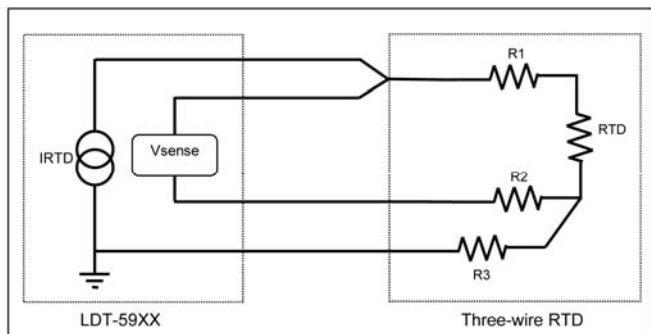 R1
RTD
IRTD
Vsense
R2
R3
LDT-59XX
Three-wire RTD